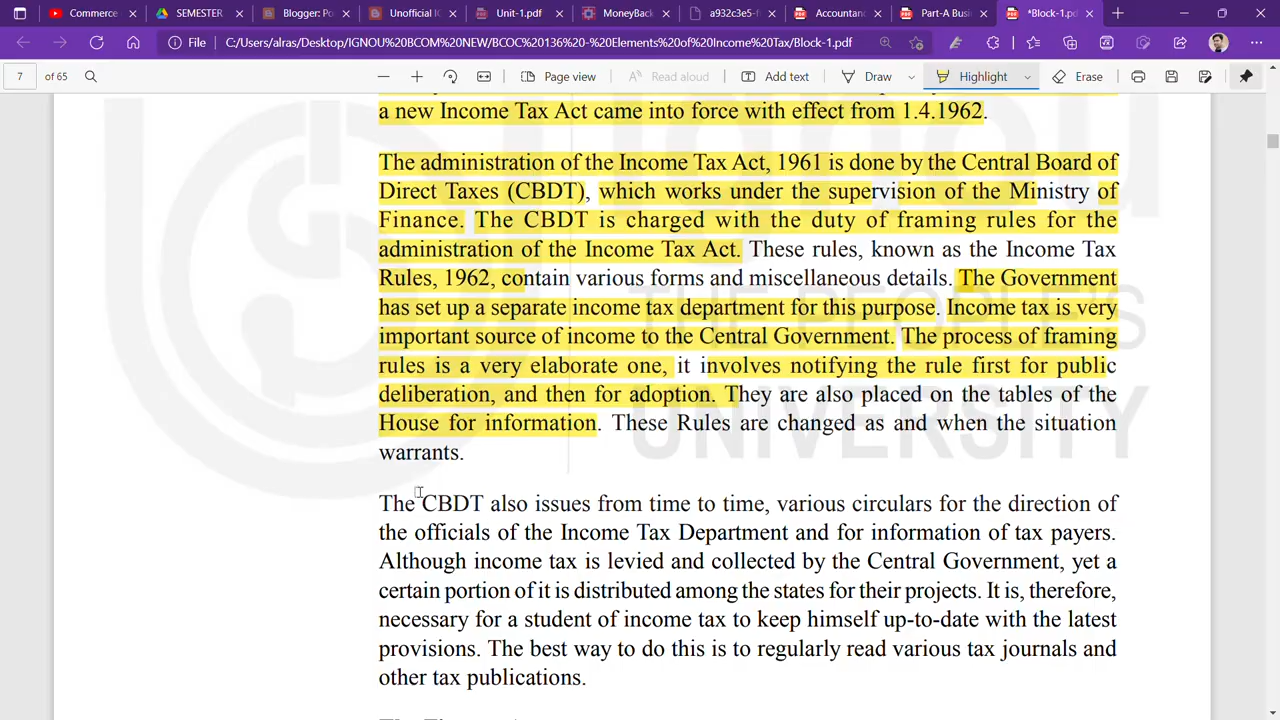 Commerce
SEMESTER
Blogger: Po
Unofficial IG
Unit-1.pdf
MoneyBack
a932c3e5-f
Accountanc
Part-A Busi
*Block-1.pd
File C:/Users/alras/Desktop/IGNOU%20BCOM%20NEW/BCOC%20136%20-%20Elements%20of%20Income%20Tax/Block-1.pdf
7 of 65 Page view Read aloud Add text Draw Highlight Erase
a new Income Tax Act came into force with effect from 1.4.1962.
The administration of the Income Tax Act, 1961 is done by the Central Board of
Direct Taxes (CBDT), which works under the supervision of the Ministry of
Finance. The CBDT is charged with the duty of framing rules for the
administration of the Income Tax Act. These rules, known as the Income Tax
Rules, 1962, contain various forms and miscellaneous details. The Government
has set up a separate income tax department for this purpose. Income tax is very
important source of income to the Central Government. The process of framing
rules is a very elaborate one, it involves notifying the rule first for public
deliberation, and then for adoption. They are also placed on the tables of the
House for information. These Rules are changed as and when the situation
warrants.
The CBDT also issues from time to time, various circulars for the direction of
the officials of the Income Tax Department and for information of tax payers.
Although income tax is levied and collected by the Central Government, yet a
certain portion of it is distributed among the states for their projects. It is, therefore,
necessary for a student of income tax to keep himself up-to-date with the latest
provisions. The best way to do this is to regularly read various tax journals and
other tax publications.
THE PEOPLE'S
UNIVERSITY